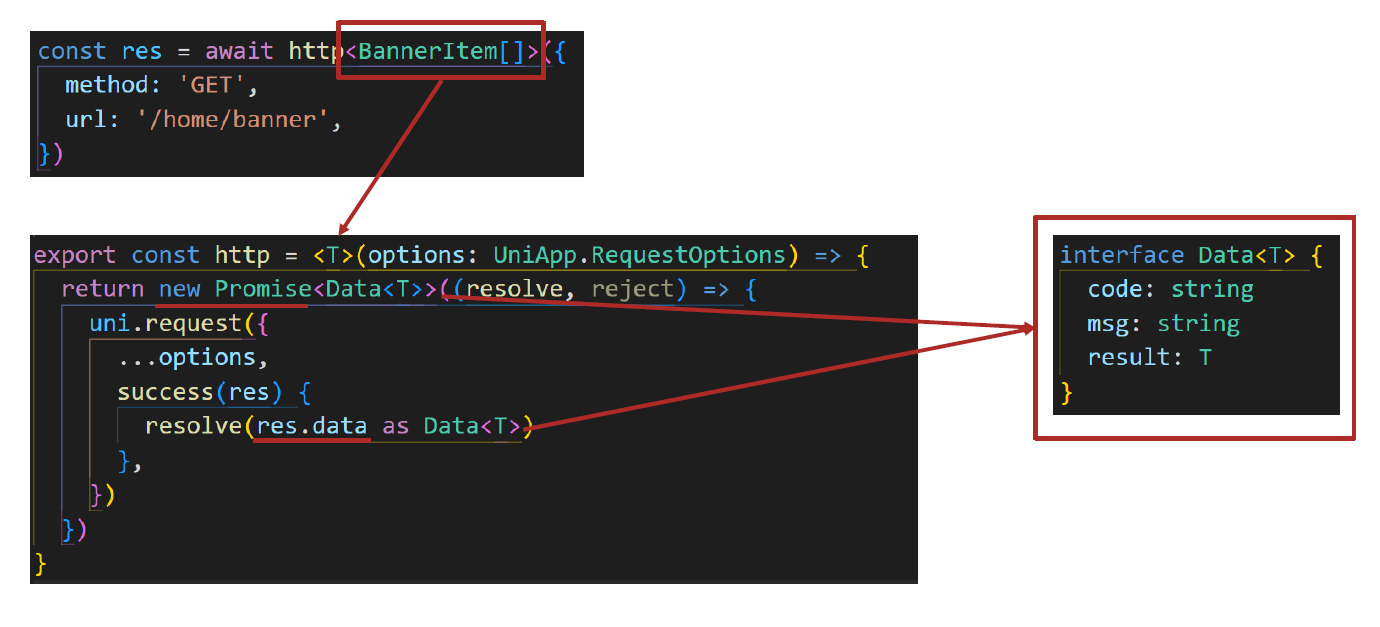 const res = await http<BannerItem[]>({
  method: 'GET',
  url: '/home/banner',
})
export const http = <T>(options: UniApp.RequestOptions) => {
  return new Promise<Data<T>>((resolve, reject) => {
    uni.request({
      ...options,
      success(res) {
        resolve(res.data as Data<T>)
      },
    })
  })
}
interface Data<T> {
  code: string
  msg: string
  result: T
}